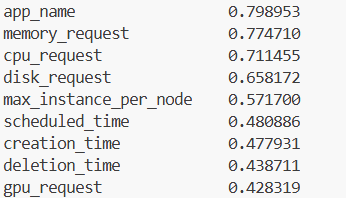 app_name 0.798953
memory_request 0.774710
cpu_request 0.711455
disk_request 0.658172
max_instance_per_node 0.571700
scheduled_time 0.480886
creation_time 0.477931
deletion_time 0.438711
gpu_request 0.428319